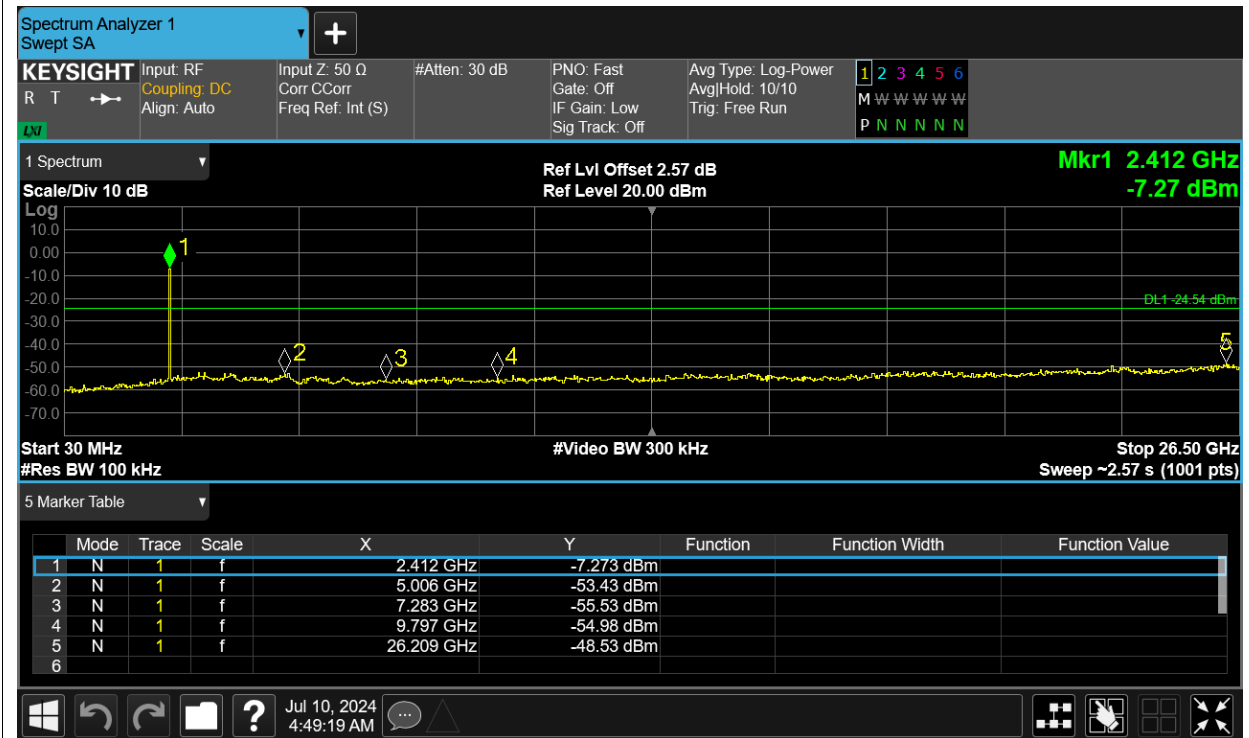 Spectrum Analyzer 1
Swept SA
+
KEYSIGHT Input: RF Input Z: 50 Ω #Atten: 30 dB PNO: Fast Avg Type: Log-Power 1 2 3 4 5 6
R T Coupling: DC Corr CCorr Gate: Off Avg|Hold: 10/10 M W W W W W
Align: Auto Freq Ref: Int (S) IF Gain: Low Trig: Free Run
LXI Sig Track: Off P N N N N N
1 Spectrum Ref Lvl Offset 2.57 dB Mkr1 2.412 GHz
Scale/Div 10 dB Ref Level 20.00 dBm -7.27 dBm
Log
10.0
0.00 1
-10.0
-20.0 DL1 -24.54 dBm
-30.0
-40.0 2 3 4 5
-50.0
-60.0
-70.0
Start 30 MHz #Video BW 300 kHz Stop 26.50 GHz
#Res BW 100 kHz Sweep ~2.57 s (1001 pts)
5 Marker Table
Mode Trace Scale X Y Function Function Width Function Value
1 N 1 f 2.412 GHz -7.273 dBm
2 N 1 f 5.006 GHz -53.43 dBm
3 N 1 f 7.283 GHz -55.53 dBm
4 N 1 f 9.797 GHz -54.98 dBm
5 N 1 f 26.209 GHz -48.53 dBm
6
? Jul 10, 2024
4:49:19 AM